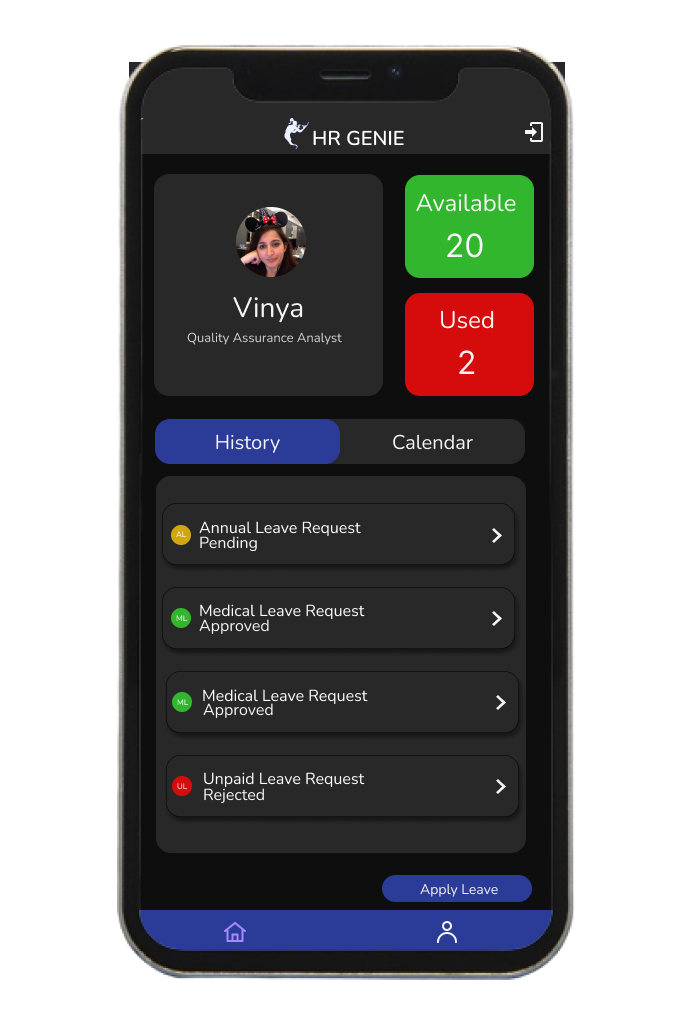 HR GENIE
Available
20
Vinya
Quality Assurance Analyst
Used
2
History
Calendar
AL
Annual Leave Request
Pending
ML
Medical Leave Request
Approved
ML
Medical Leave Request
Approved
UL
Unpaid Leave Request
Rejected
Apply Leave